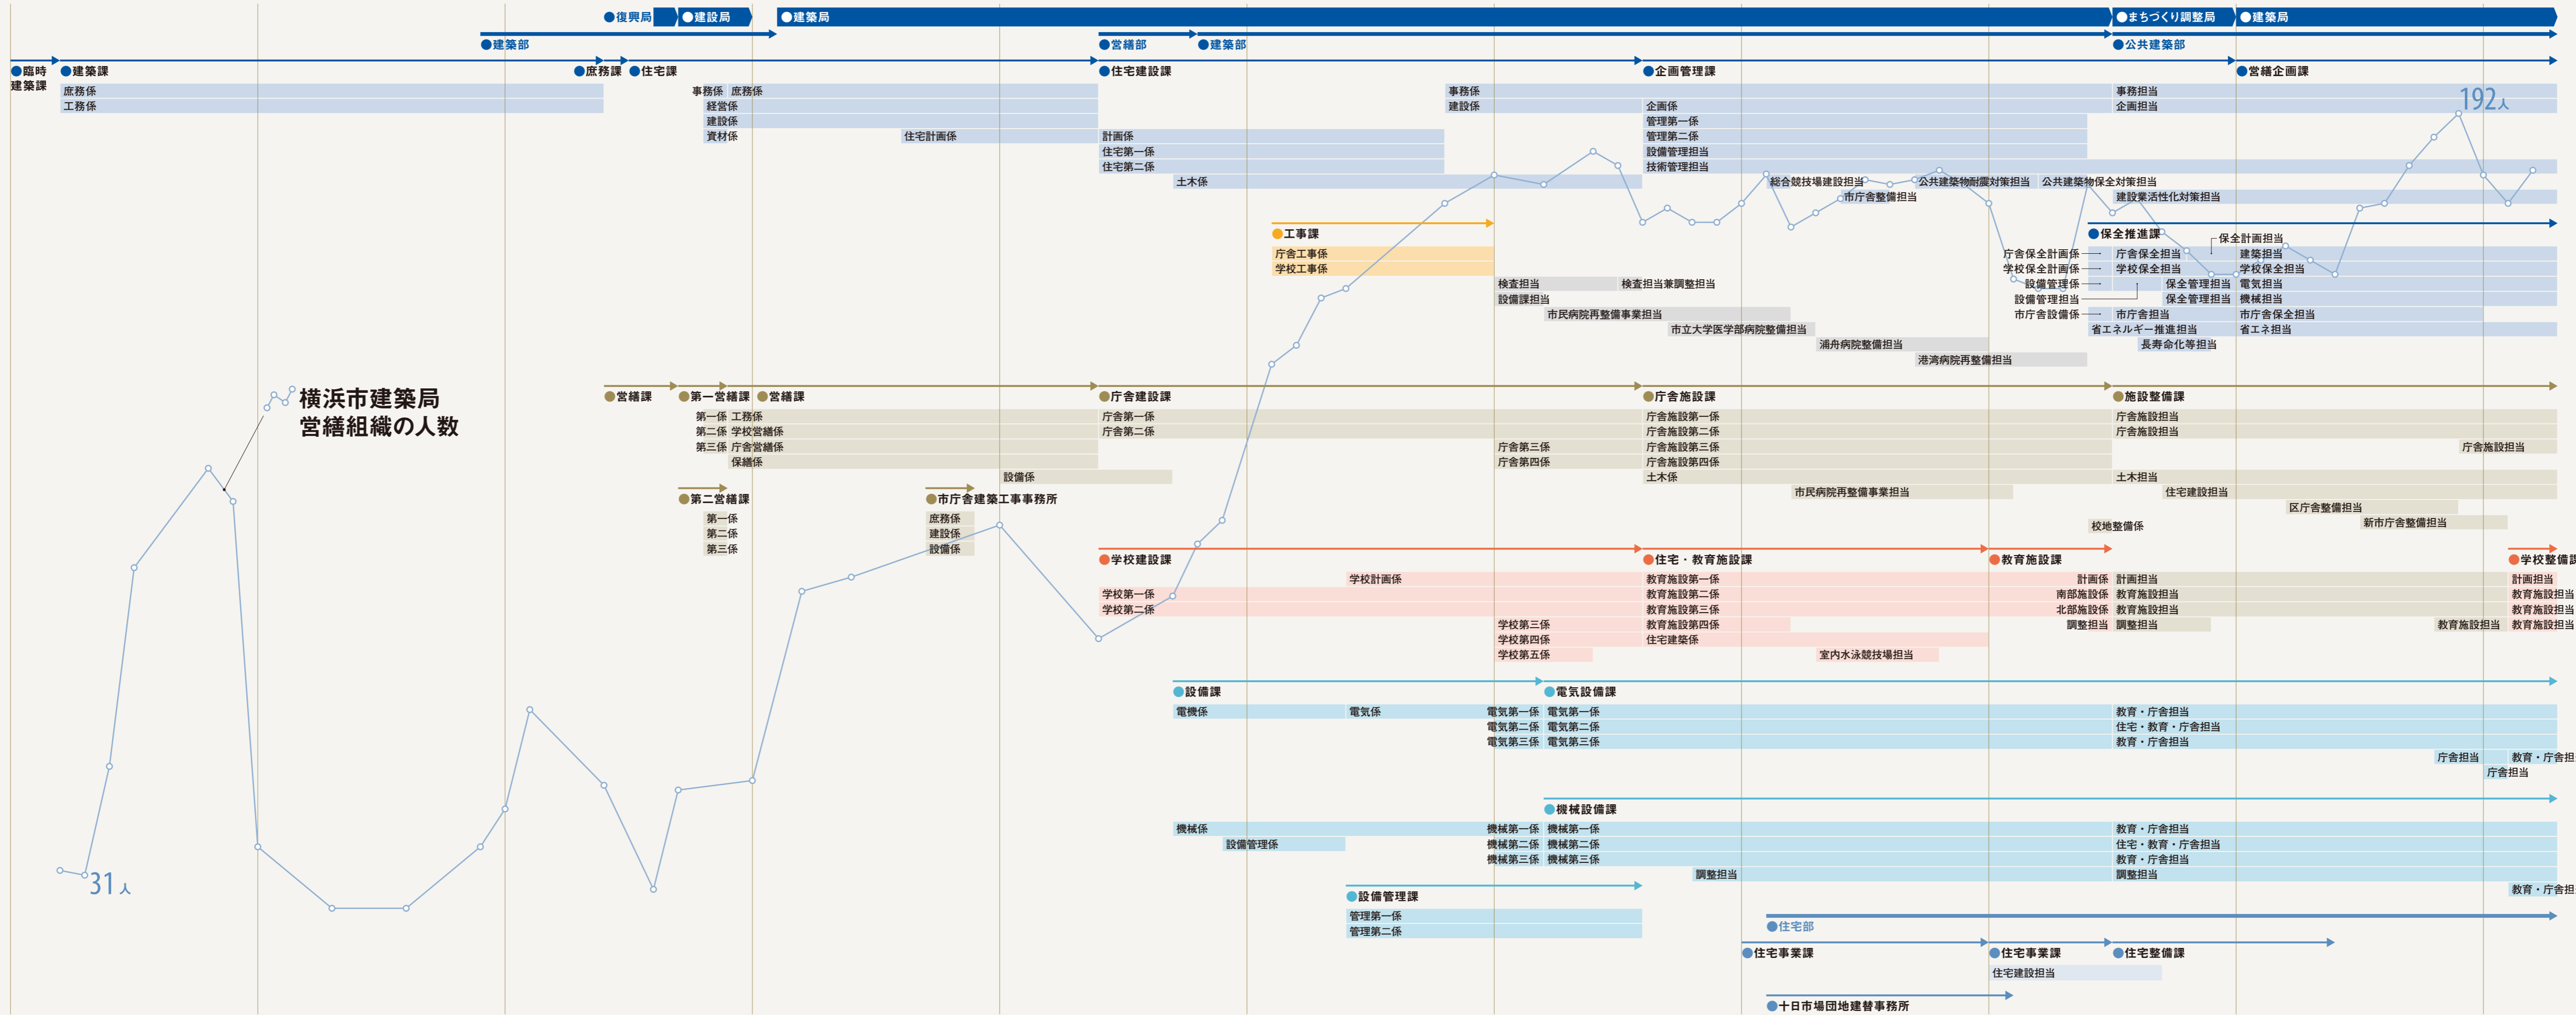 ●復興局 ●建設局 ●建築局 ●まちづくり調整局 ●建築局
●建築部 ●営繕部 ●建築部 ●公共建築部
●臨時 ●建築課 ●庶務課 ●住宅課 ●住宅建設課 ●企画管理課 ●営繕企画課
建築課
庶務係 事務係 庶務係 事務係 事務担当
工務係 経営係 建設係 企画係 企画担当 192人
建設係 管理第一係
資材係 住宅計画係 計画係 管理第二係
住宅第一係 設備管理担当
住宅第二係 技術管理担当
土木係 総合競技場建設担当 公共建築物耐震対策担当 公共建築物保全対策担当
市庁舎整備担当 建設業活性化対策担当
●工事課 ●保全推進課 保全計画担当
庁舎工事係 庁舎保全計画係 庁舎保全担当 建築担当
学校工事係 学校保全計画係 学校保全担当 学校保全担当
検査担当 検査担当兼調整担当 設備管理係 保全管理担当 電気担当
設備課担当 設備管理担当 保全管理担当 機械担当
市民病院再整備事業担当 市庁舎設備係 市庁舎担当 市庁舎保全担当
市立大学医学部病院整備担当 省エネルギー推進担当 省エネ担当
浦舟病院整備担当 長寿命化等担当
港湾病院再整備担当
横浜市建築局
営繕組織の人数
●営繕課 ●第一営繕課 ●営繕課 ●庁舎建設課 ●庁舎施設課 ●施設整備課
第一係 工務係 庁舎第一係 庁舎施設第一係 庁舎施設担当
第二係 学校営繕係 庁舎第二係 庁舎施設第二係 庁舎施設担当
第三係 庁舎営繕係 庁舎第三係 庁舎施設第三係 庁舎施設担当
保繕係 庁舎第四係 庁舎施設第四係
設備係 土木係 土木担当
●第二営繕課 ●市庁舎建築工事事務所 市民病院再整備事業担当 住宅建設担当
区庁舎整備担当
第一係 庶務係 新市庁舎整備担当
第二係 建設係 校地整備係
第三係 設備係
●学校建設課 ●住宅・教育施設課 ●教育施設課 ●学校整備課
学校計画係 教育施設第一係 計画係 計画担当 計画担当
学校第一係 教育施設第二係 南部施設係 教育施設担当 教育施設担当
学校第二係 教育施設第三係 北部施設係 教育施設担当 教育施設担当
学校第三係 教育施設第四係 調整担当 調整担当 教育施設担当 教育施設担当
学校第四係 住宅建築係
学校第五係 室内水泳競技場担当
●設備課 ●電気設備課
電機係 電気係 電気第一係 電気第一係 教育・庁舎担当
電気第二係 電気第二係 住宅・教育・庁舎担当
電気第三係 電気第三係 教育・庁舎担当
庁舎担当 教育・庁舎担
庁舎担当
●機械設備課
機械係 機械第一係 機械第一係 教育・庁舎担当
設備管理係 機械第二係 機械第二係 住宅・教育・庁舎担当
機械第三係 機械第三係 教育・庁舎担当
調整担当 調整担当
31人 教育・庁舎担
●設備管理課
管理第一係
管理第二係 ●住宅部
●住宅事業課 ●住宅事業課 ●住宅整備課
住宅建設担当
●十日市場団地建替事務所